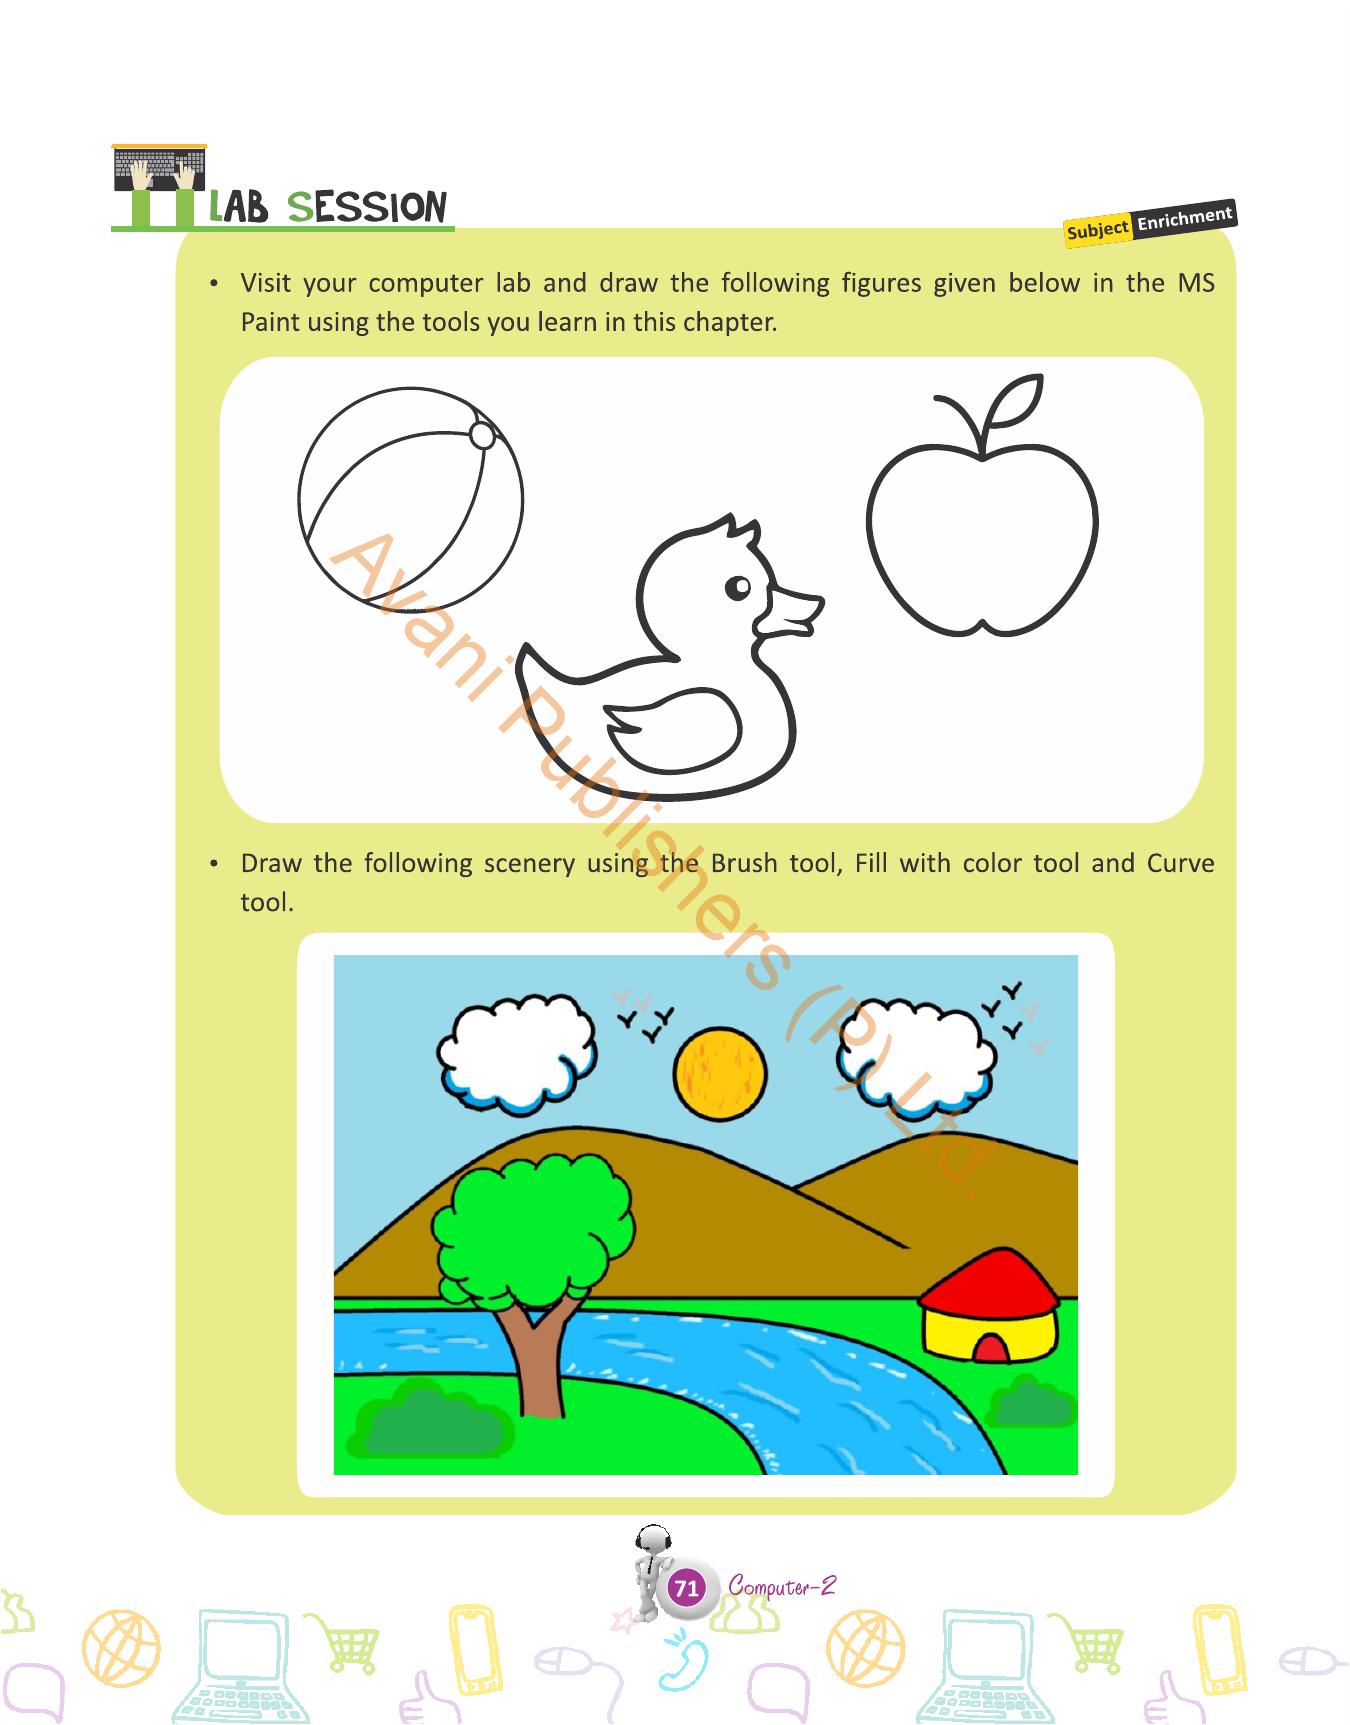 LAB SESSION
Subject Enrichment
• Visit your computer lab and draw the following figures given below in the MS
Paint using the tools you learn in this chapter.
• Draw the following scenery using the Brush tool, Fill with color tool and Curve
tool.
Avani Publishers (P) Ltd.
71 Computer-2